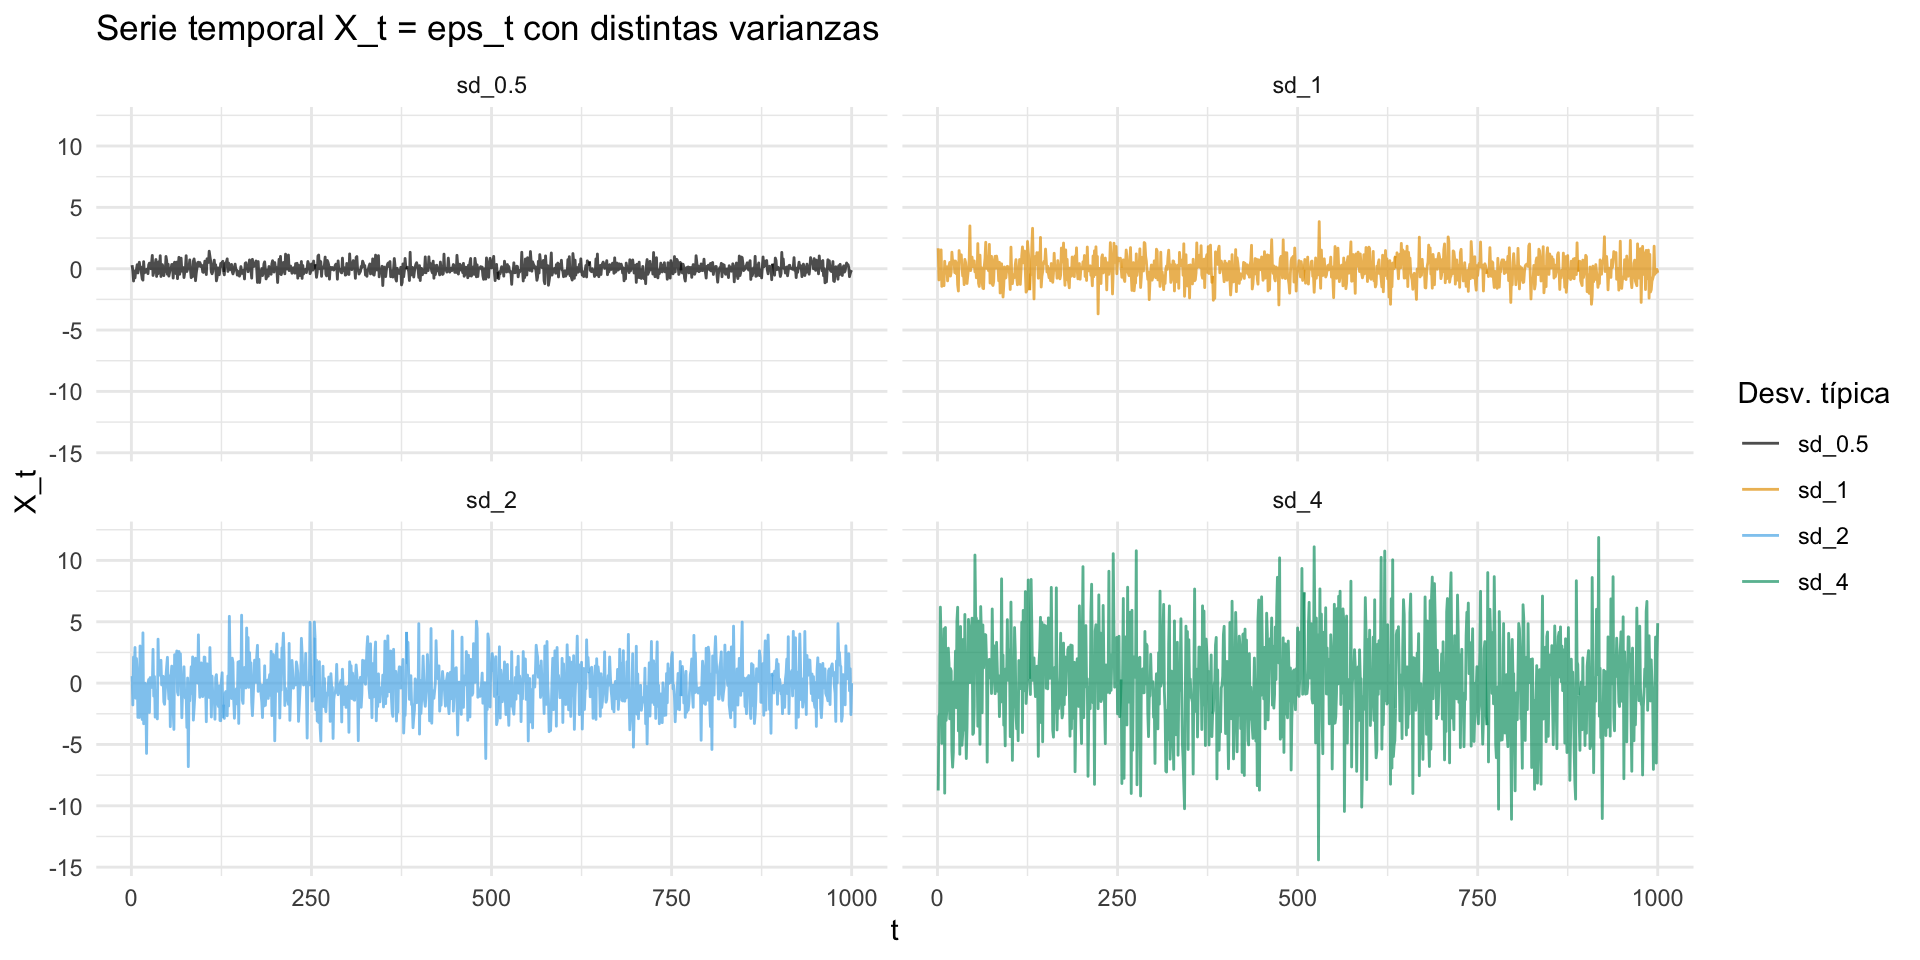 Serie temporal X_t = eps_t con distintas varianzas
sd_0.5
sd_1
10
5
0
-5
-10
-15
X_t
sd_2
sd_4
10
5
0
-5
-10
-15
0 250 500 750 1000
0 250 500 750 1000
t
Desv. típica
sd_0.5
sd_1
sd_2
sd_4